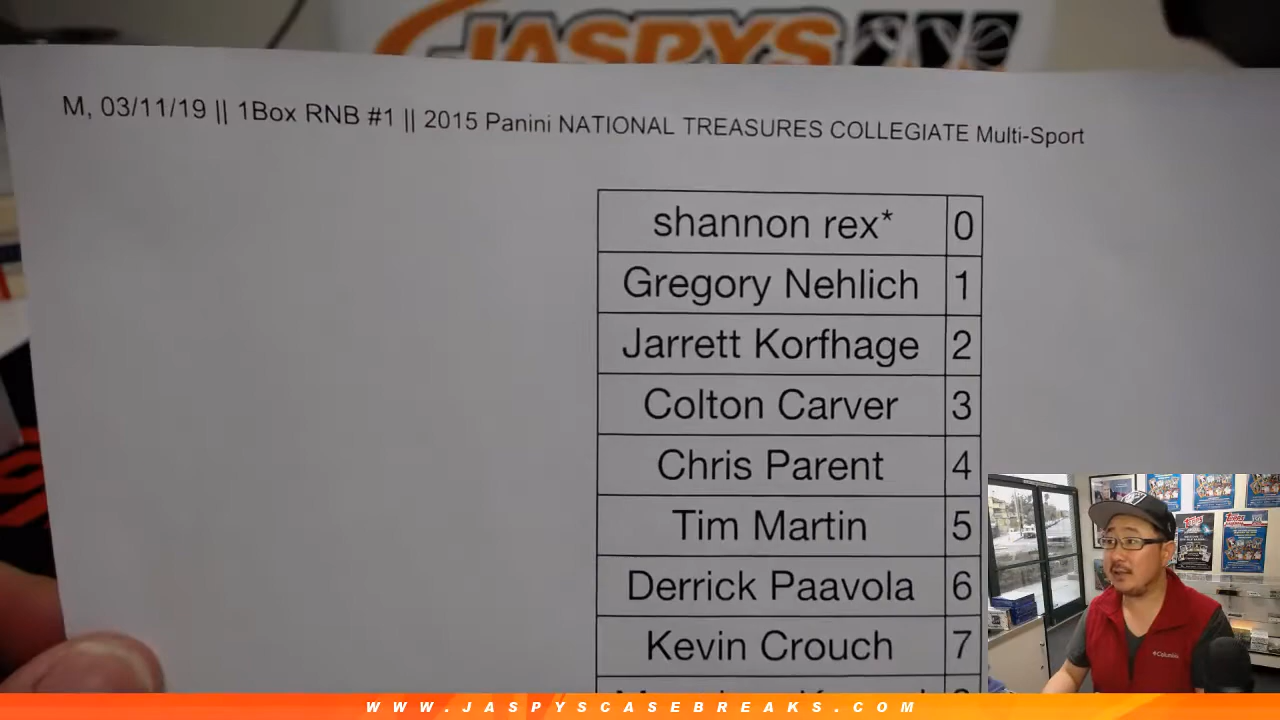 JASPYS
M, 03/11/19 || 1Box RNB #1 || 2015 Panini NATIONAL TREASURES COLLEGIATE Multi-Sport
shannon rex* 0
Gregory Nehlich 1
Jarrett Korfhage 2
Colton Carver 3
Chris Parent 4
Tim Martin 5
Derrick Paavola 6
Kevin Crouch 7
Columbia
WWW.JASPYSCASEBREAKS.COM